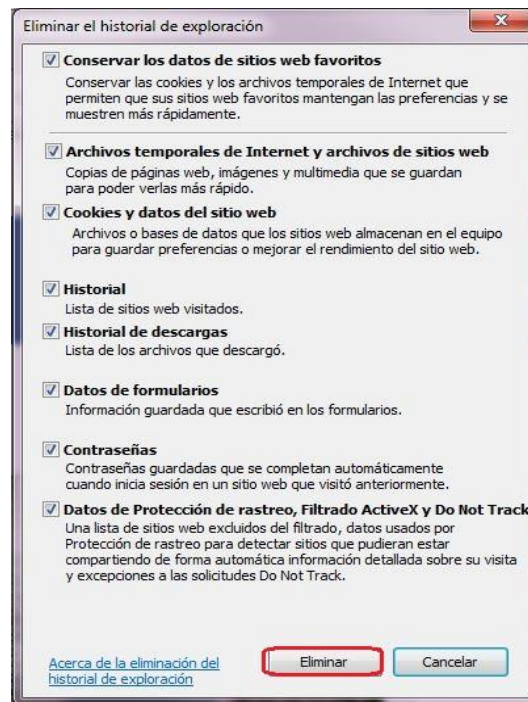 Eliminar el historial de exploración
Conservar los datos de sitios web favoritos
Conservar las cookies y los archivos temporales de Internet que
permiten que sus sitios web favoritos mantengan las preferencias y se
muestren más rápidamente.
Archivos temporales de Internet y archivos de sitios web
Copias de páginas web, imágenes y multimedia que se guardan
para poder verlas más rápido.
Cookies y datos del sitio web
Archivos o bases de datos que los sitios web almacenan en el equipo
para guardar preferencias o mejorar el rendimiento del sitio web.
Historial
Lista de sitios web visitados.
Historial de descargas
Lista de los archivos que descargó.
Datos de formularios
Información guardada que escribió en los formularios.
Contraseñas
Contraseñas guardadas que se completan automáticamente
cuando inicia sesión en un sitio web que visitó anteriormente.
Datos de Protección de rastreo, Filtrado ActiveX y Do Not Track
Una lista de sitios web excluidos del filtrado, datos usados por
Protección de rastreo para detectar sitios que pudieran estar
compartiendo de forma automática información detallada sobre su visita
y excepciones a las solicitudes Do Not Track.
Acerca de la eliminación del
historial de exploración
Eliminar
Cancelar